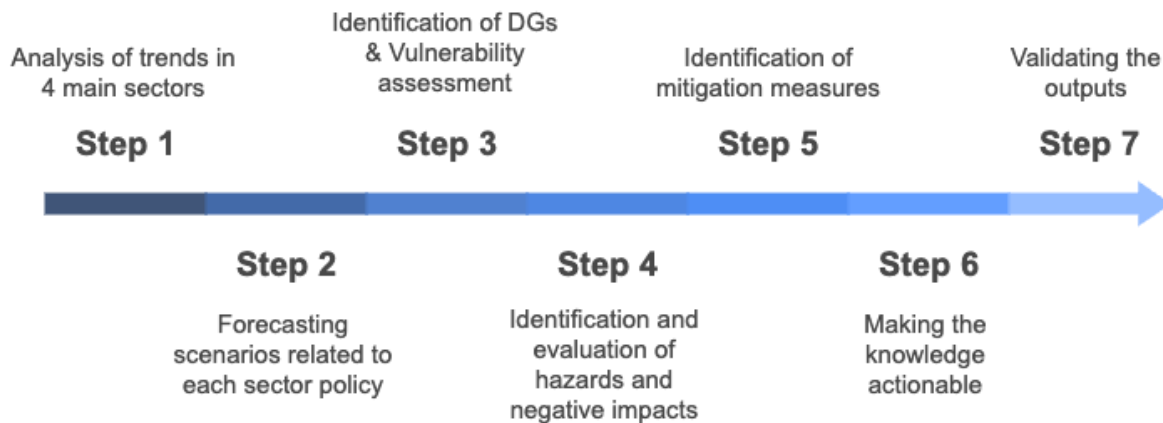 Analysis of trends in
4 main sectors
Step 1
Forecasting
scenarios related to
each sector policy
Step 2
Identification of DGs
& Vulnerability
assessment
Step 3
Step 4
Identification and
evaluation of
hazards and
negative impacts
Identification of
mitigation measures
Step 5
Step 6
Making the
knowledge
actionable
Validating the
outputs
Step 7